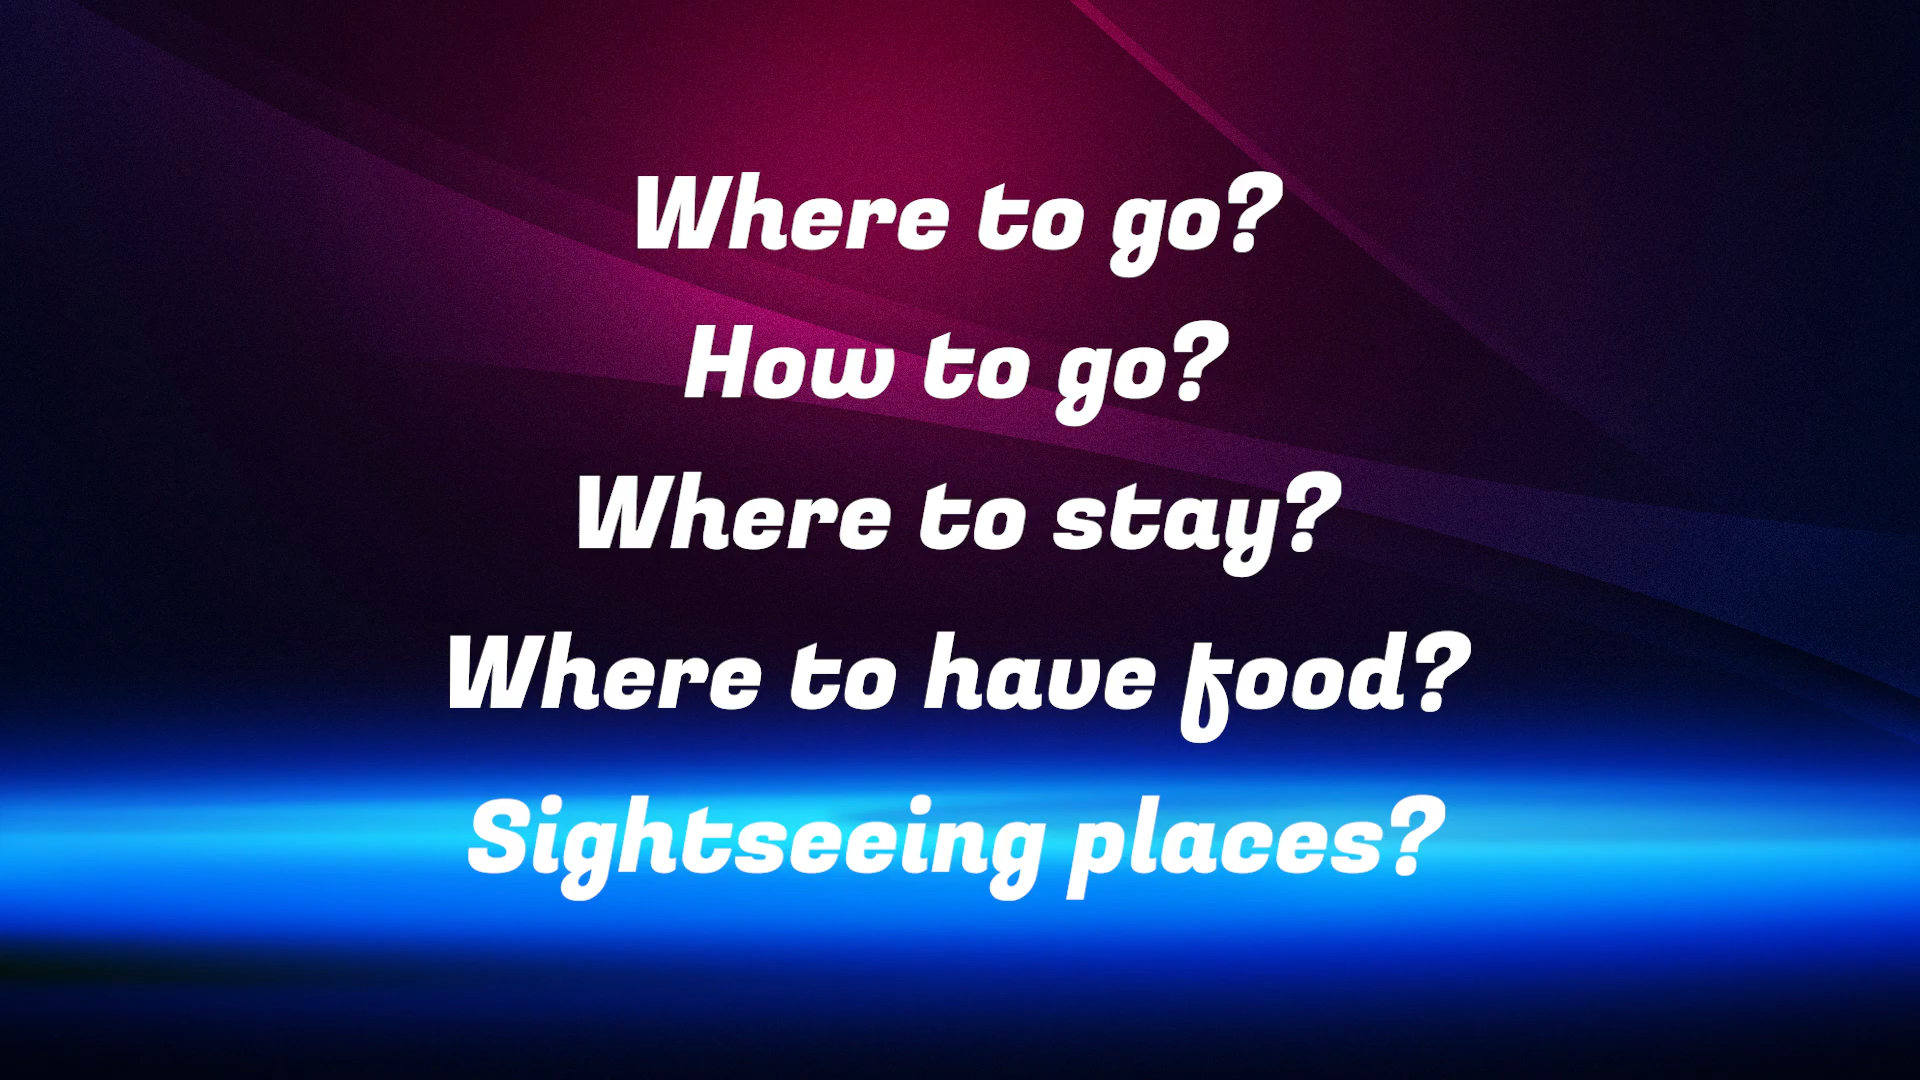 Where to go?
How to go?
Where to stay?
Where to have food?
Sightseeing places?